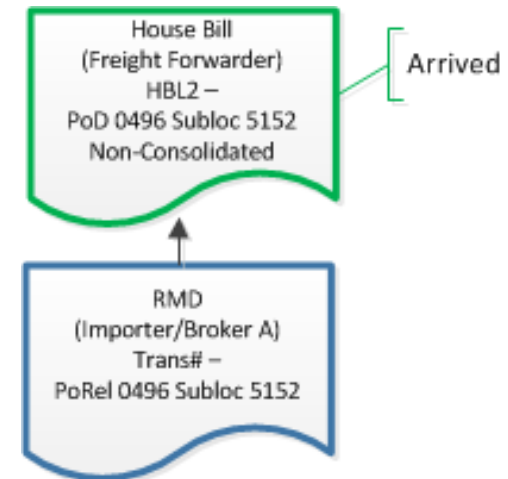 House Bill
(Freight Forwarder)
HBL2 –
PoD 0496 Subloc 5152
Non-Consolidated
Arrived
RMD
(Importer/Broker A)
Trans# –
PoRel 0496 Subloc 5152